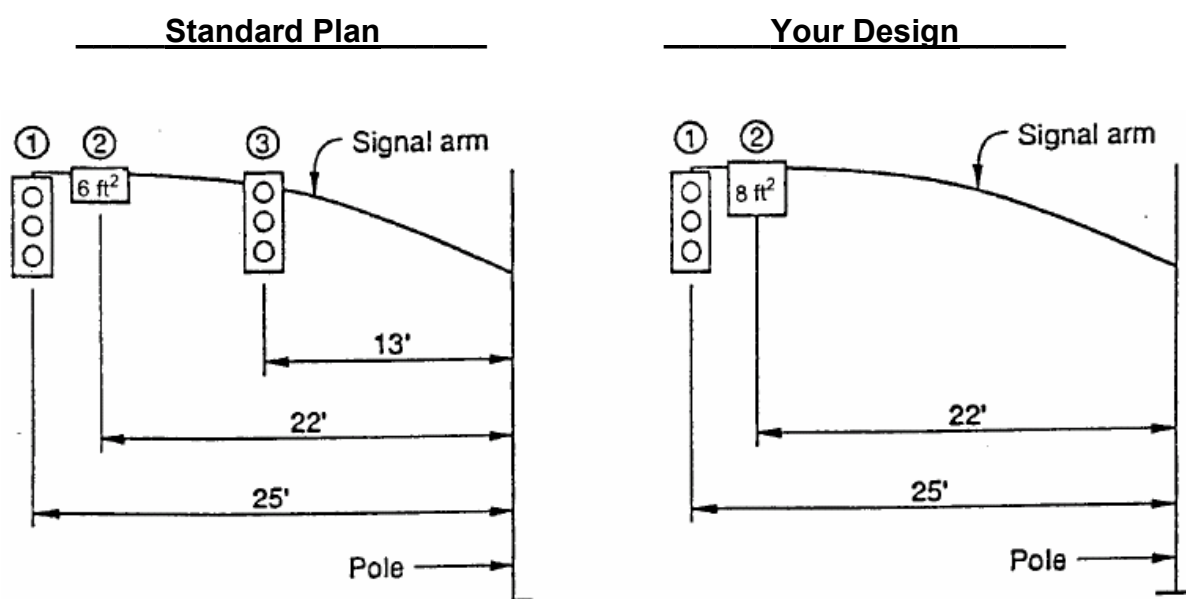 Standard Plan
① ② ③
Signal arm
6 ft²
13'
22'
25'
Pole
Your Design
① ②
Signal arm
8 ft²
22'
25'
Pole